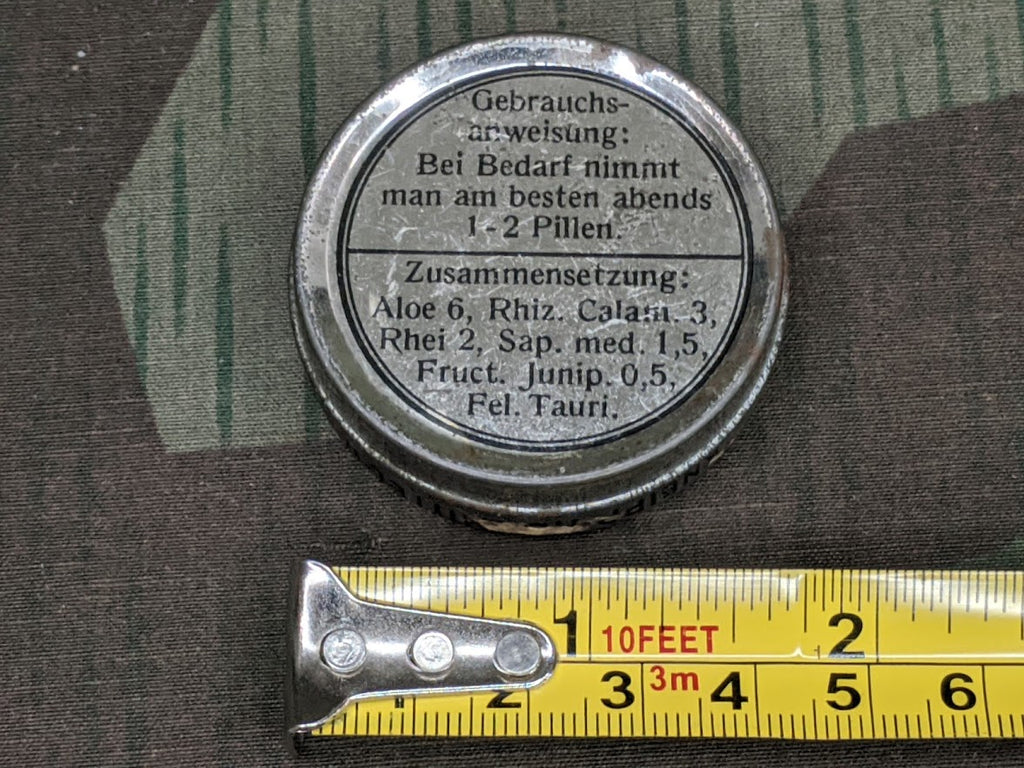 Gebrauchs-
anweisung:
Bei Bedarf nimmt
man am besten abends
1-2 Pillen.
Zusammensetzung:
Aloe 6, Rhiz. Calam. 3,
Rhei 2, Sap. med. 1,5,
Fruct. Junip. 0,5,
Fel. Tauri.
1 10FEET 2
1 2 3 3m 4 5 6